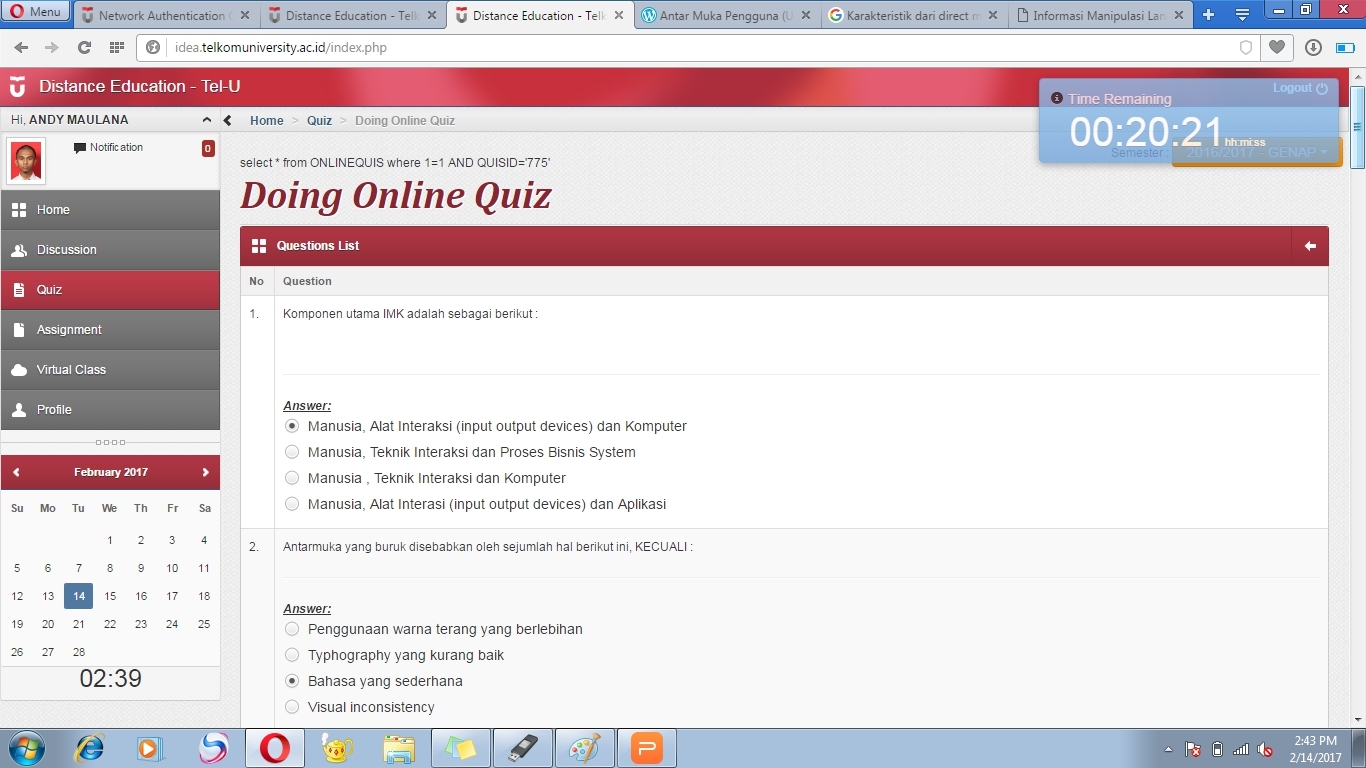 Menu
Network Authentication
Distance Education - Telk
Distance Education - Telk
Antar Muka Pengguna (U
Karakteristik dari direct m
Informasi Manipulasi Lan
idea.telkomuniversity.ac.id/index.php
Distance Education - Tel-U
Logout
Time Remaining
00:20:21 hh:mi:ss
Semester : 2016/2017 - GENAP
Hi, ANDY MAULANA
Home > Quiz > Doing Online Quiz
Notification 0
Home
Discussion
Quiz
Assignment
Virtual Class
Profile
February 2017
Su Mo Tu We Th Fr Sa
1 2 3 4
5 6 7 8 9 10 11
12 13 14 15 16 17 18
19 20 21 22 23 24 25
26 27 28
02:39
select * from ONLINEQUIS where 1=1 AND QUISID='775'
Doing Online Quiz
Questions List
No Question
1. Komponen utama IMK adalah sebagai berikut :
Answer:
Manusia, Alat Interaksi (input output devices) dan Komputer
Manusia, Teknik Interaksi dan Proses Bisnis System
Manusia , Teknik Interaksi dan Komputer
Manusia, Alat Interasi (input output devices) dan Aplikasi
2. Antarmuka yang buruk disebabkan oleh sejumlah hal berikut ini, KECUALI :
Answer:
Penggunaan warna terang yang berlebihan
Typhography yang kurang baik
Bahasa yang sederhana
Visual inconsistency
2:43 PM
2/14/2017